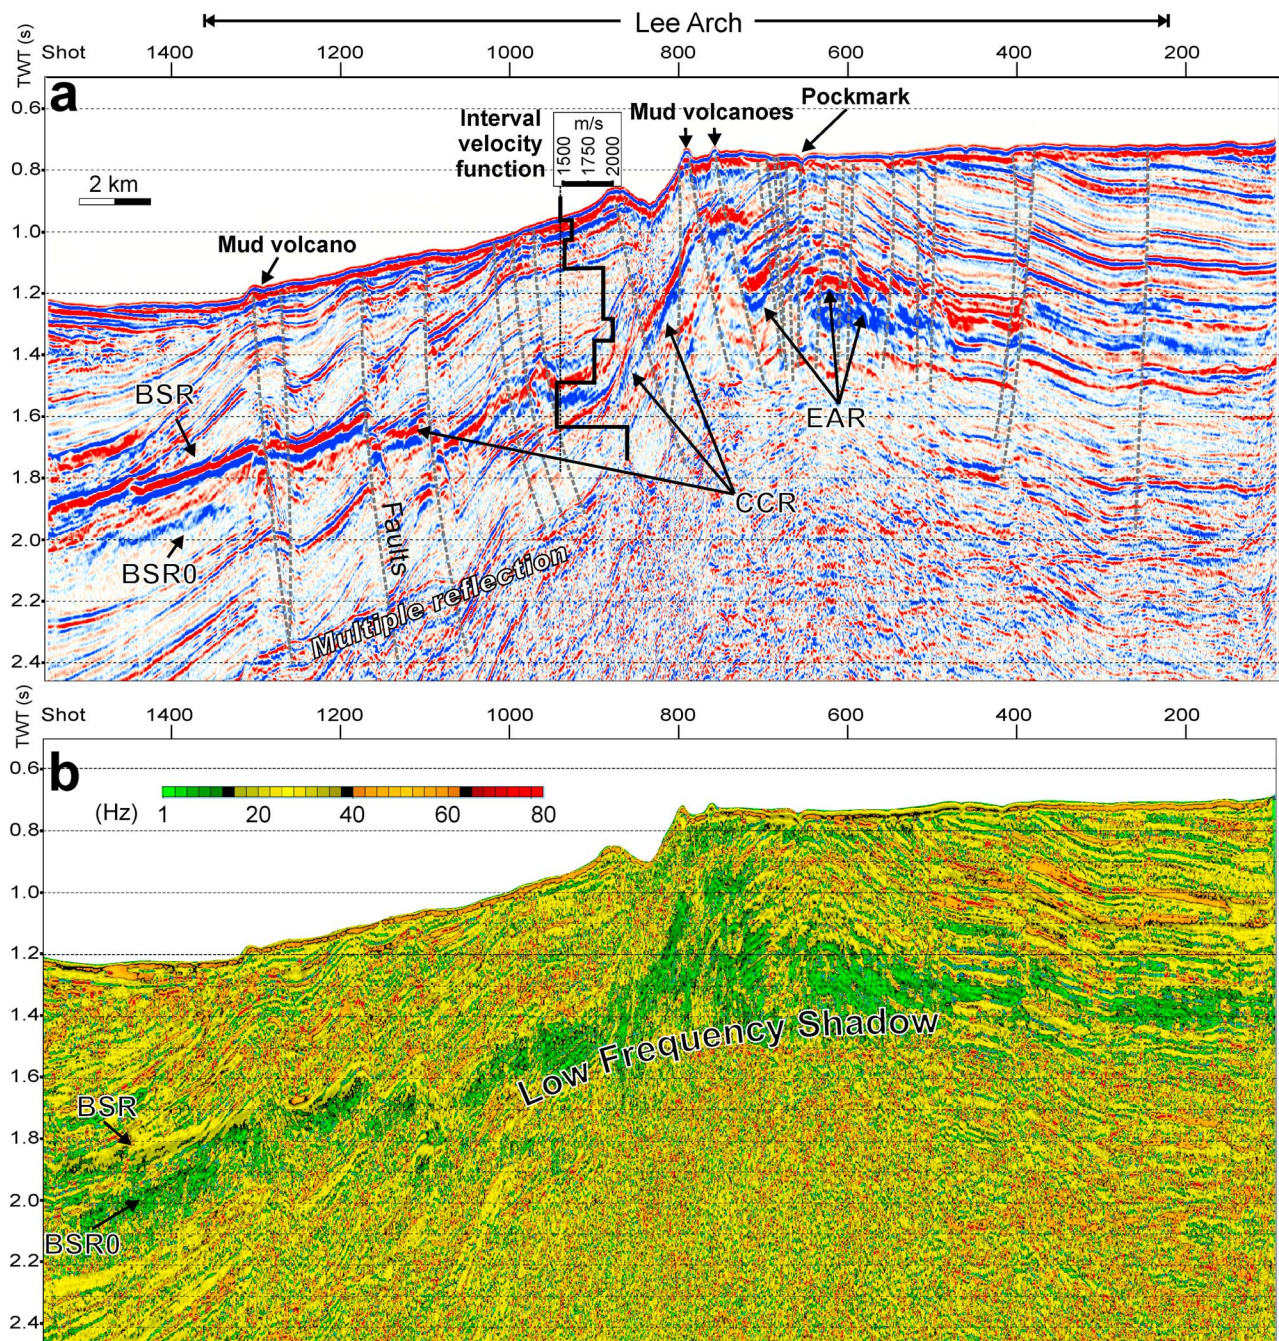 Lee Arch
TWT (s)
Shot 1400 1200 1000 800 600 400 200
a
0.6
0.8
1.0
1.2
1.4
1.6
1.8
2.0
2.2
2.4
Interval
velocity
function
m/s
1500
1750
2000
Mud volcanoes
Pockmark
2 km
Mud volcano
BSR
EAR
CCR
BSR0
Faults
Multiple reflection
TWT (s)
Shot 1400 1200 1000 800 600 400 200
b
0.6
0.8
1.0
1.2
1.4
1.6
1.8
2.0
2.2
2.4
(Hz)
1 20 40 60 80
Low Frequency Shadow
BSR
BSR0